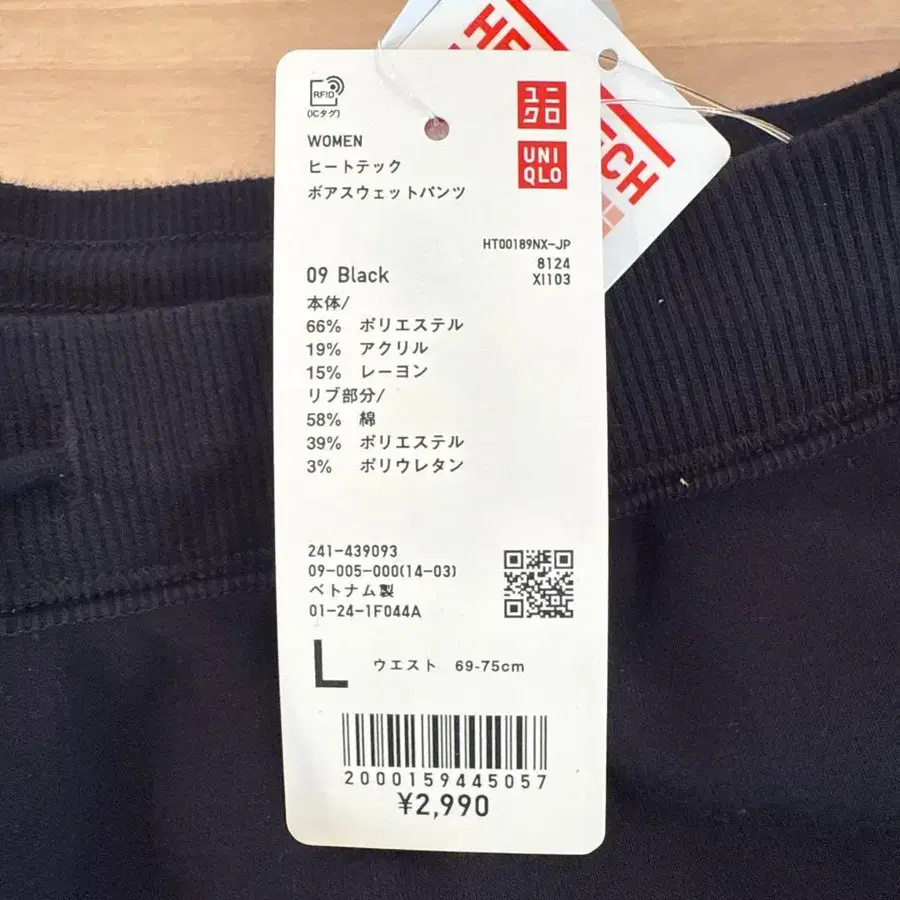 HE
TECH
RFID
(ICタグ)
ユニ
クロ
UNI
QLO
WOMEN
ヒートテック
ボアスウェットパンツ
HT00189NX-JP
8124
XI103
09 Black
本体/
66% ポリエステル
19% アクリル
15% レーヨン
リブ部分/
58% 綿
39% ポリエステル
3% ポリウレタン
241-439093
09-005-000(14-03)
ベトナム製
01-24-1F044A
L ウエスト 69-75cm
2000159445057
¥2,990